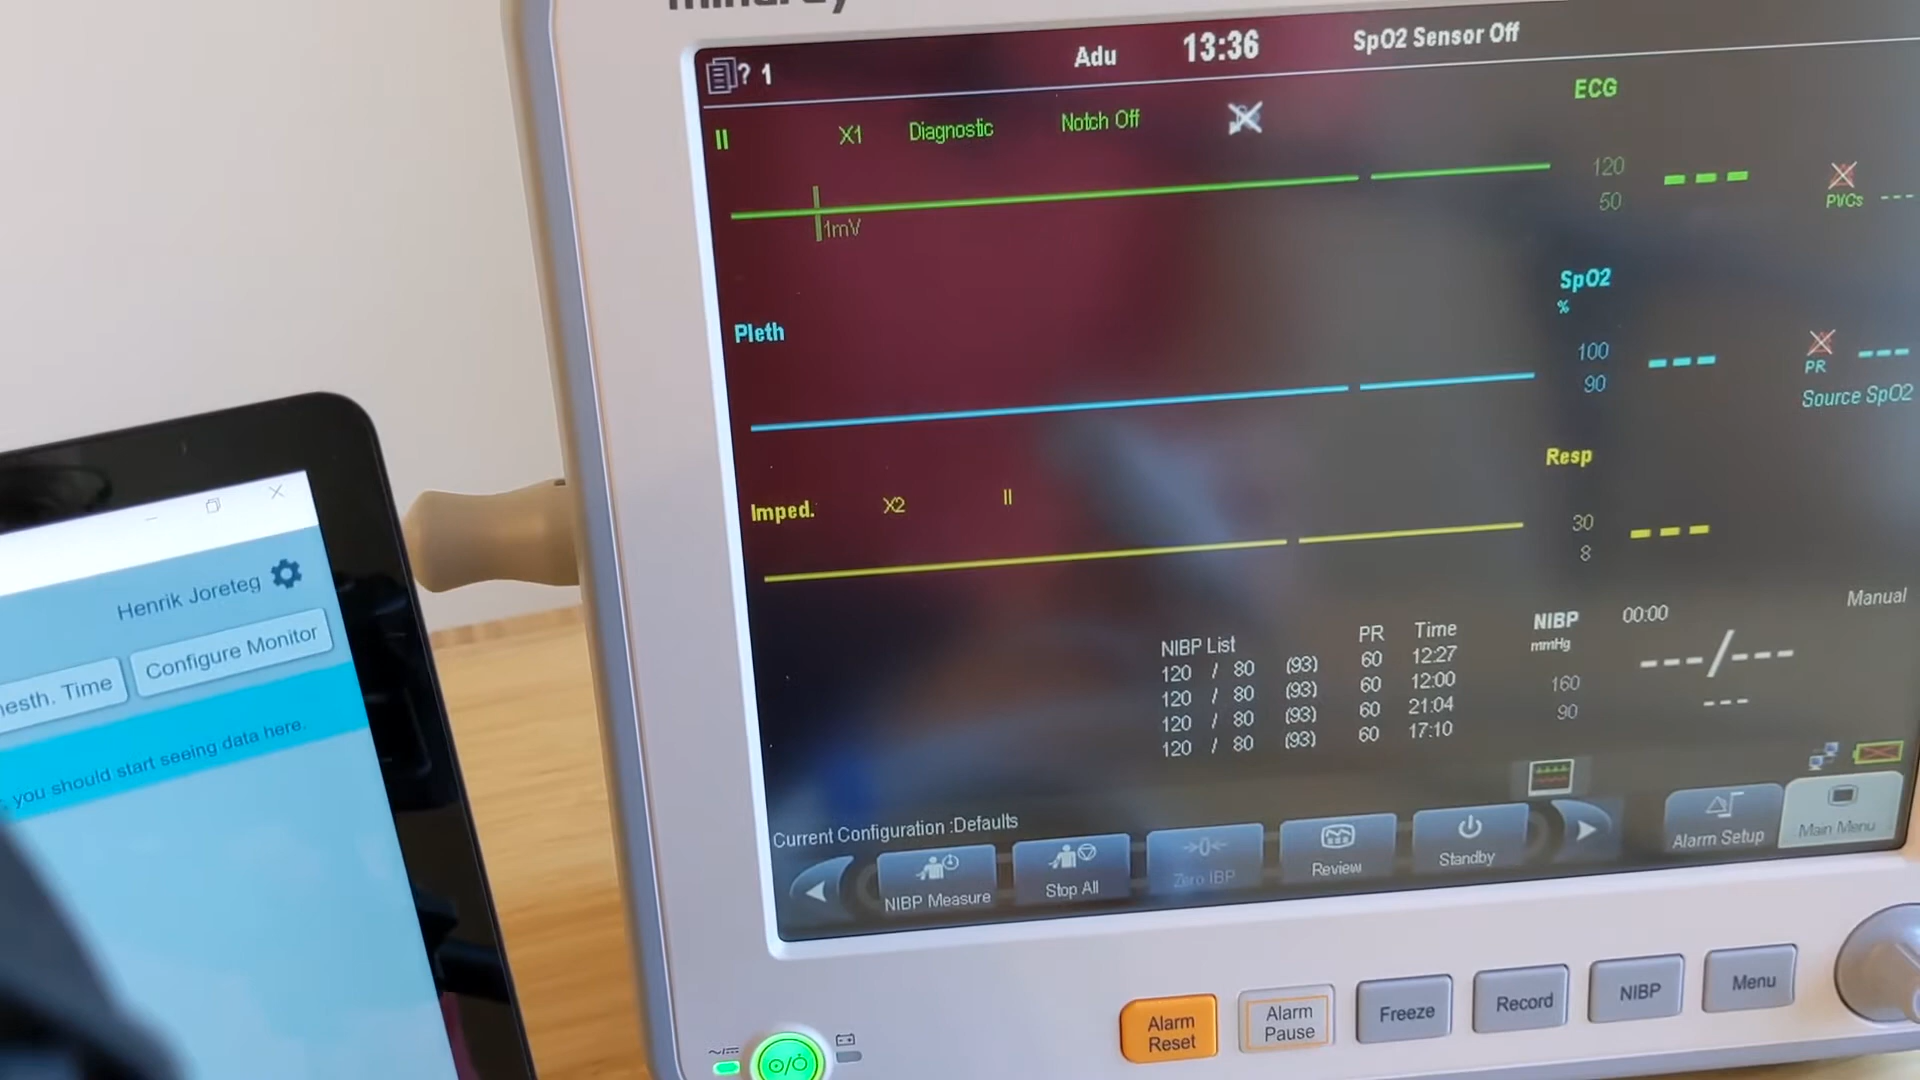 mindray
? 1
Adu
13:36
SpO2 Sensor Off
II
X1
Diagnostic
Notch Off
ECG
120
50
---
PVCs ---
1mV
Pleth
SpO2
%
100
90
---
PR ---
Source SpO2
Imped.
X2
II
Resp
30
8
---
NIBP List PR Time
120 / 80 (93) 60 12:27
120 / 80 (93) 60 12:00
120 / 80 (93) 60 21:04
120 / 80 (93) 60 17:10
NIBP
mmHg
160
90
00:00
Manual
---/---
---
Current Configuration :Defaults
NIBP Measure
Stop All
Zero IBP
Review
Standby
Alarm Setup
Main Menu
Alarm Reset
Alarm Pause
Freeze
Record
NIBP
Menu
Henrik Joreteg
esth. Time
Configure Monitor
, you should start seeing data here.